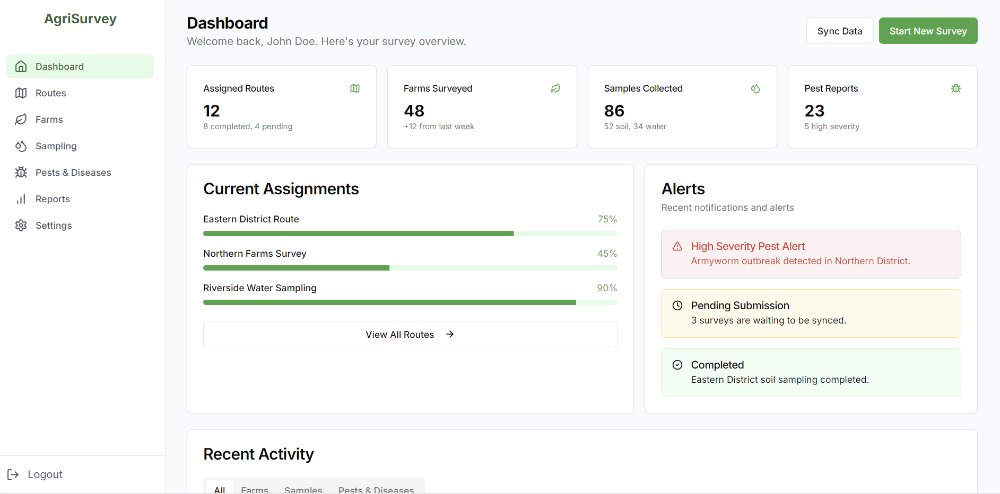 AgriSurvey
Dashboard
Routes
Farms
Sampling
Pests & Diseases
Reports
Settings
Logout
Dashboard
Welcome back, John Doe. Here's your survey overview.
Sync Data
Start New Survey
Assigned Routes
12
8 completed, 4 pending
Farms Surveyed
48
+12 from last week
Samples Collected
86
52 soil, 34 water
Pest Reports
23
5 high severity
Current Assignments
Eastern District Route 75%
Northern Farms Survey 45%
Riverside Water Sampling 90%
View All Routes
Alerts
Recent notifications and alerts
High Severity Pest Alert
Armyworm outbreak detected in Northern District.
Pending Submission
3 surveys are waiting to be synced.
Completed
Eastern District soil sampling completed.
Recent Activity
All Farms Samples Pests & Diseases